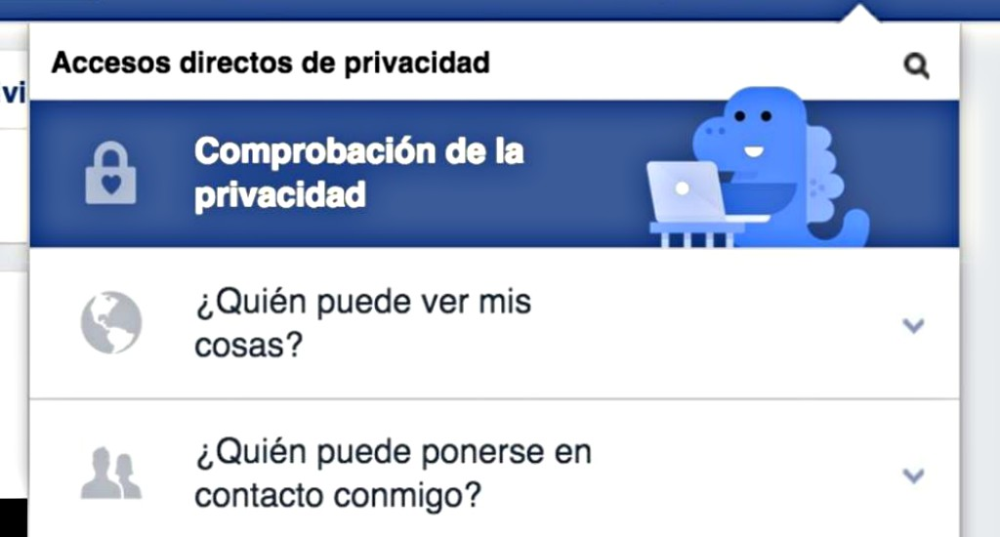 Accesos directos de privacidad
vi
Comprobación de la
privacidad
¿Quién puede ver mis
cosas?
¿Quién puede ponerse en
contacto conmigo?